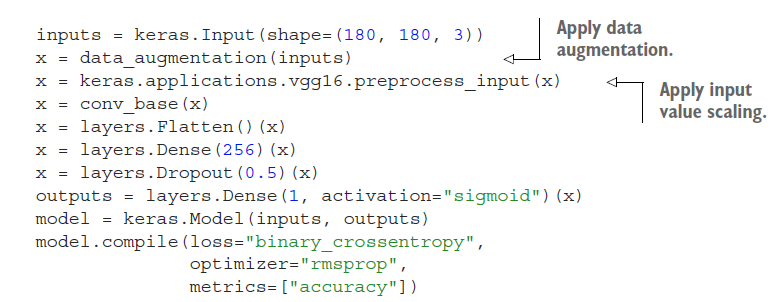 inputs = keras.Input(shape=(180, 180, 3))
Apply data
augmentation.
x = data_augmentation(inputs)
x = keras.applications.vgg16.preprocess_input(x)
Apply input
value scaling.
x = conv_base(x)
x = layers.Flatten()(x)
x = layers.Dense(256)(x)
x = layers.Dropout(0.5)(x)
outputs = layers.Dense(1, activation="sigmoid")(x)
model = keras.Model(inputs, outputs)
model.compile(loss="binary_crossentropy",
              optimizer="rmsprop",
              metrics=["accuracy"])